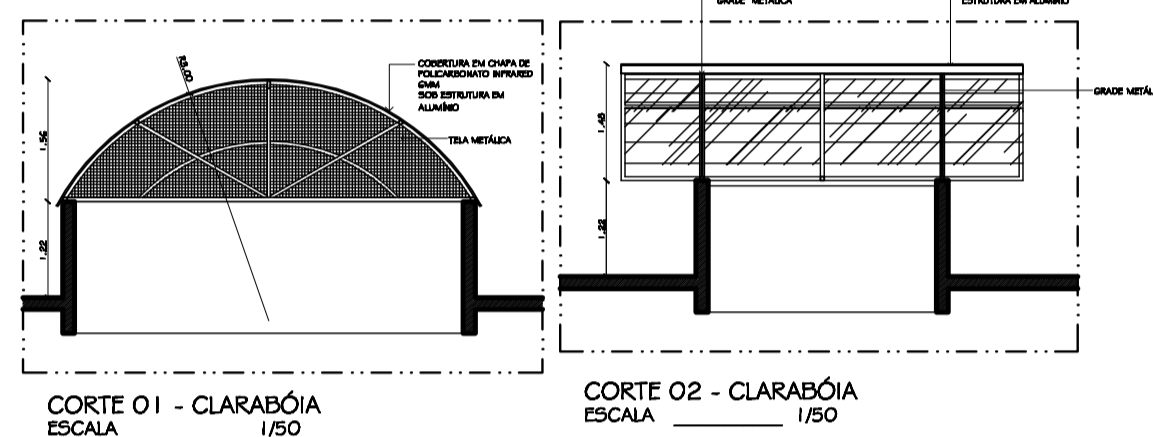 R3,00
COBERTURA EM CHAPA DE
POLICARBONATO INFRARED
6MM
SOB ESTRUTURA EM
ALUMÍNIO
TELA METÁLICA
1,56
1,22
CORTE 01 - CLARABÓIA
ESCALA 1/50
GRADE METÁLICA
ESTRUTURA EM ALUMÍNIO
GRADE METÁL
1,45
1,22
CORTE 02 - CLARABÓIA
ESCALA 1/50